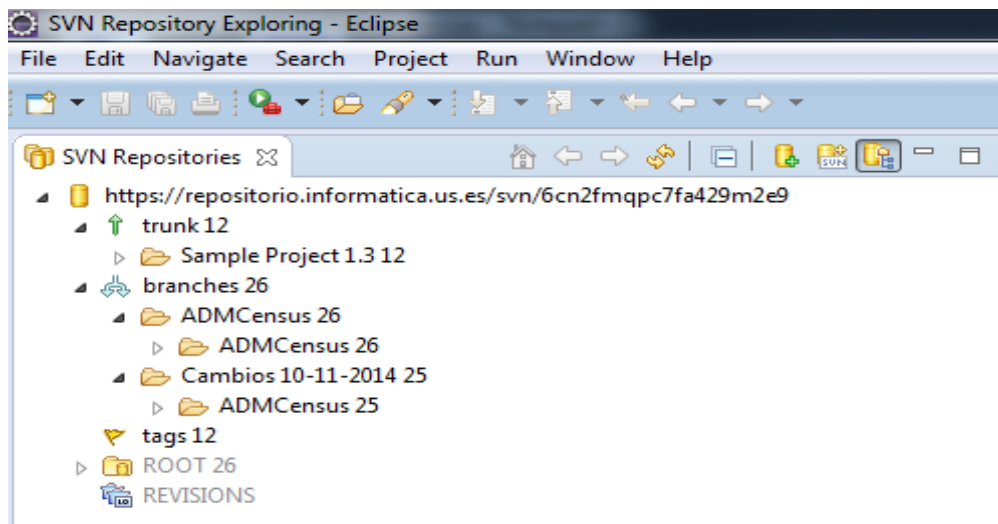 SVN Repository Exploring - Eclipse
File Edit Navigate Search Project Run Window Help
SVN Repositories
https://repositorio.informatica.us.es/svn/6cn2fmqpc7fa429m2e9
trunk 12
Sample Project 1.3 12
branches 26
ADMCensus 26
ADMCensus 26
Cambios 10-11-2014 25
ADMCensus 25
tags 12
ROOT 26
REVISIONS